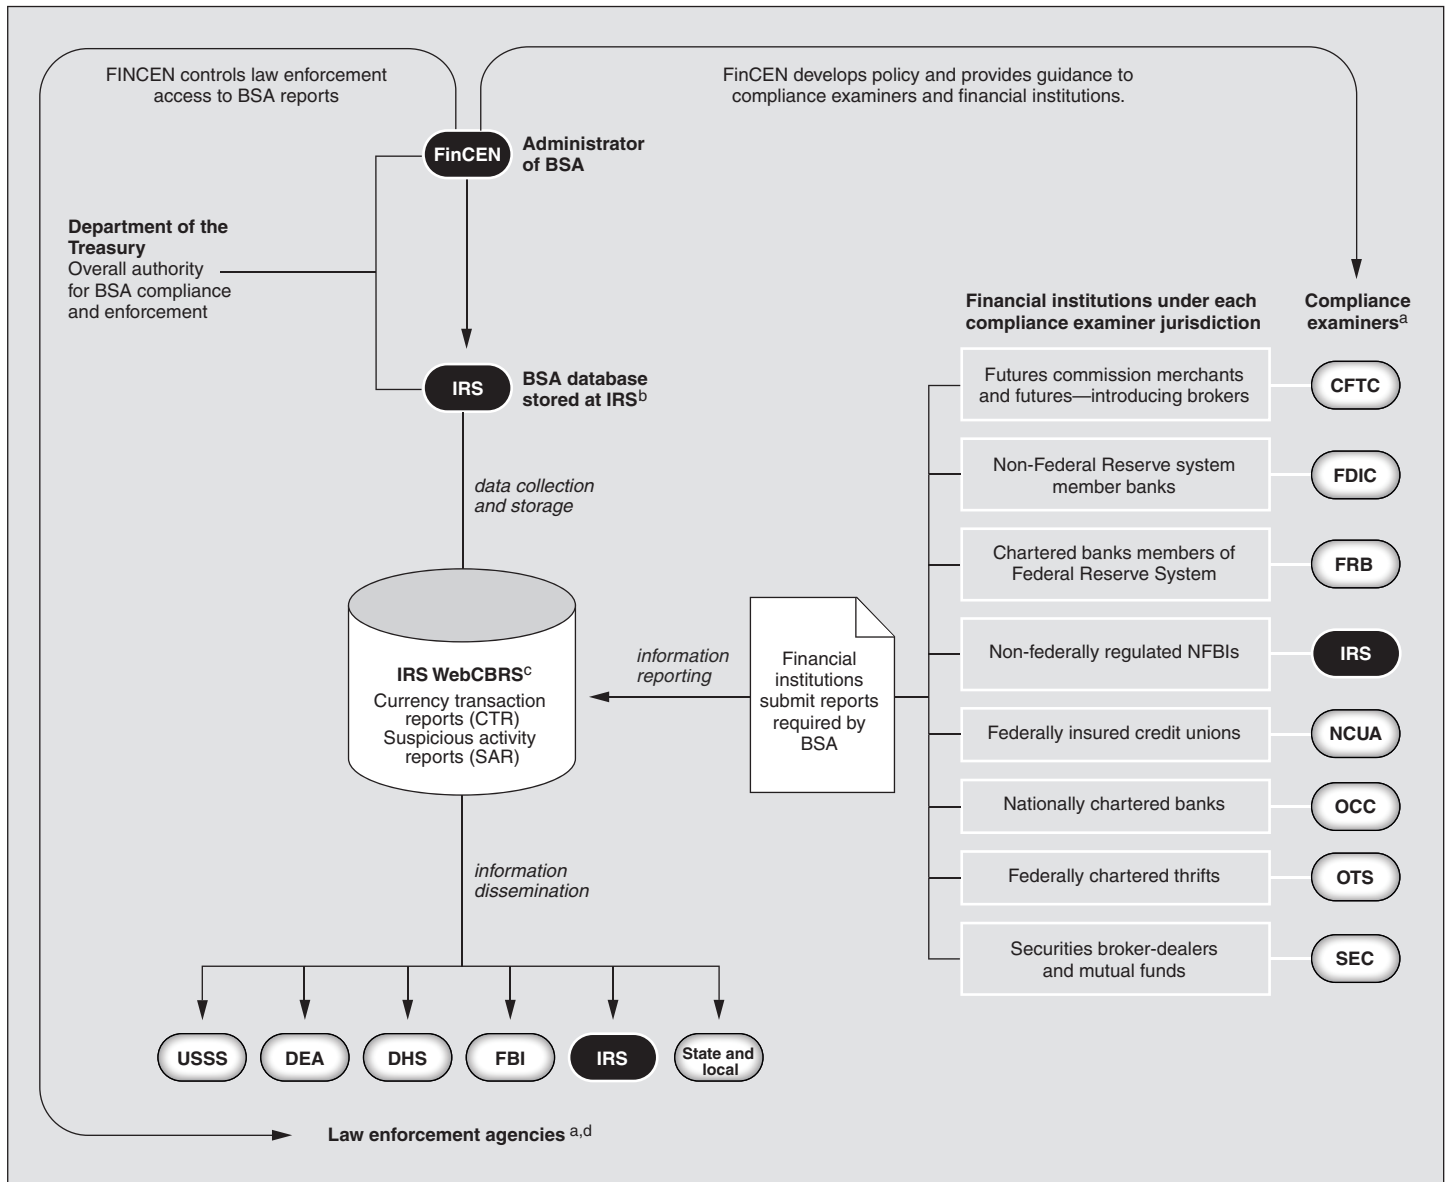 FINCEN controls law enforcement
access to BSA reports
FinCEN develops policy and provides guidance to
compliance examiners and financial institutions.
FinCEN
Administrator
of BSA
Department of the
Treasury
Overall authority
for BSA compliance
and enforcement
IRS
BSA database
stored at IRSb
data collection
and storage
IRS WebCBRSc
Currency transaction
reports (CTR)
Suspicious activity
reports (SAR)
information
reporting
Financial
institutions
submit reports
required by
BSA
Financial institutions under each
compliance examiner jurisdiction
Compliance
examinersa
Futures commission merchants
and futures—introducing brokers
CFTC
Non-Federal Reserve system
member banks
FDIC
Chartered banks members of
Federal Reserve System
FRB
Non-federally regulated NFBIs
IRS
Federally insured credit unions
NCUA
Nationally chartered banks
OCC
Federally chartered thrifts
OTS
Securities broker-dealers
and mutual funds
SEC
information
dissemination
USSS
DEA
DHS
FBI
IRS
State and
local
Law enforcement agencies a,d